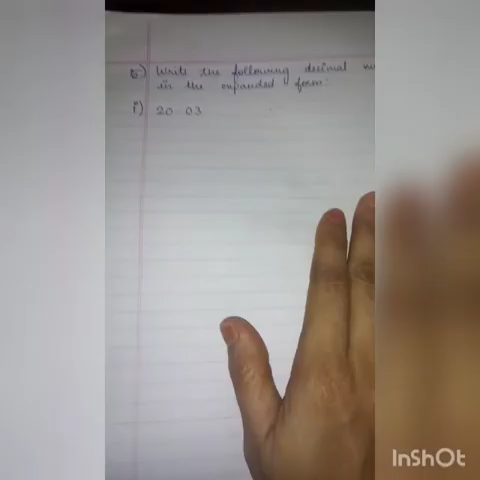 5) Write the following decimal
in the expanded form:
i) 20.03
InShOt